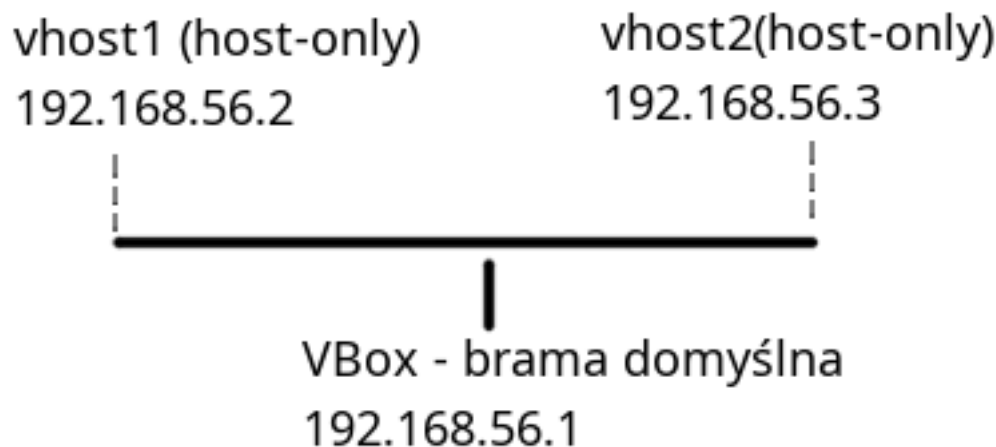 vhost1 (host-only)
192.168.56.2
vhost2(host-only)
192.168.56.3
VBox - brama domyślna
192.168.56.1